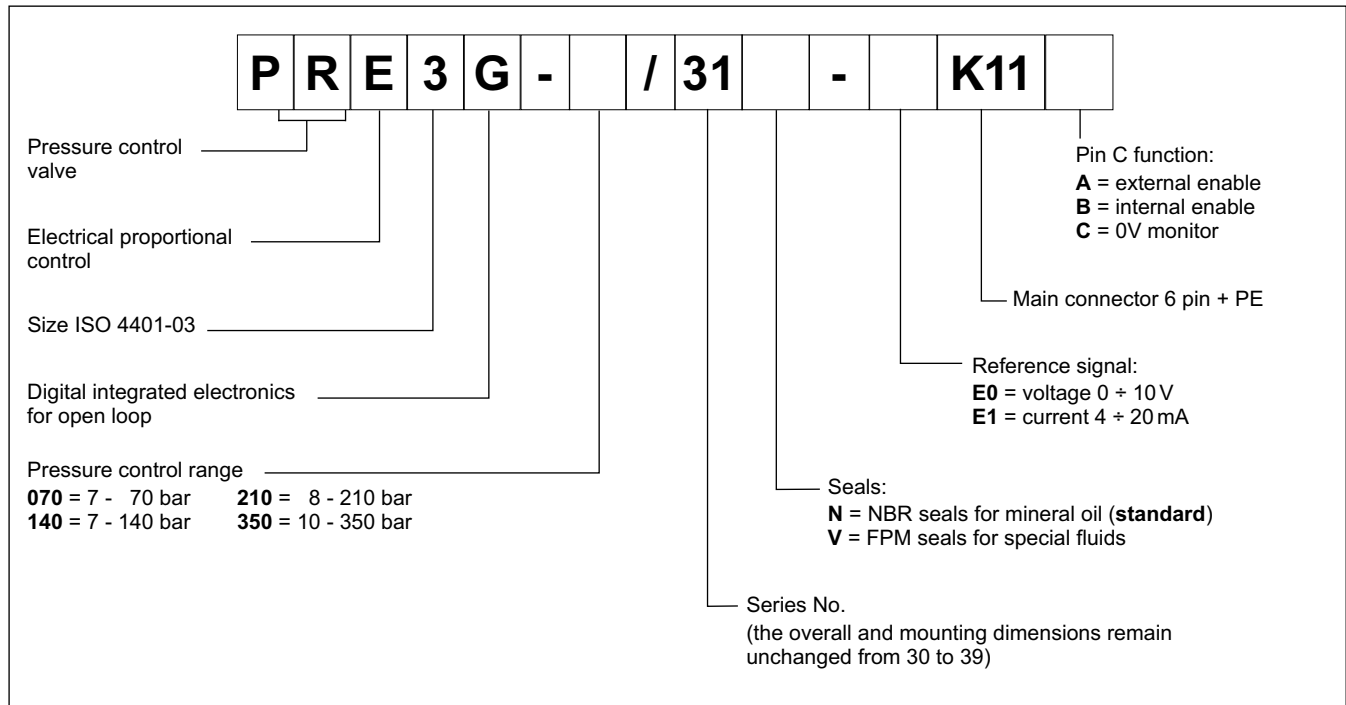 P R E 3 G - / 31 - K11
Pressure control
valve
Electrical proportional
control
Size ISO 4401-03
Digital integrated electronics
for open loop
Pressure control range
070 = 7 - 70 bar 210 = 8 - 210 bar
140 = 7 - 140 bar 350 = 10 - 350 bar
Pin C function:
A = external enable
B = internal enable
C = 0V monitor
Main connector 6 pin + PE
Reference signal:
E0 = voltage 0 ÷ 10 V
E1 = current 4 ÷ 20 mA
Seals:
N = NBR seals for mineral oil (standard)
V = FPM seals for special fluids
Series No.
(the overall and mounting dimensions remain
unchanged from 30 to 39)